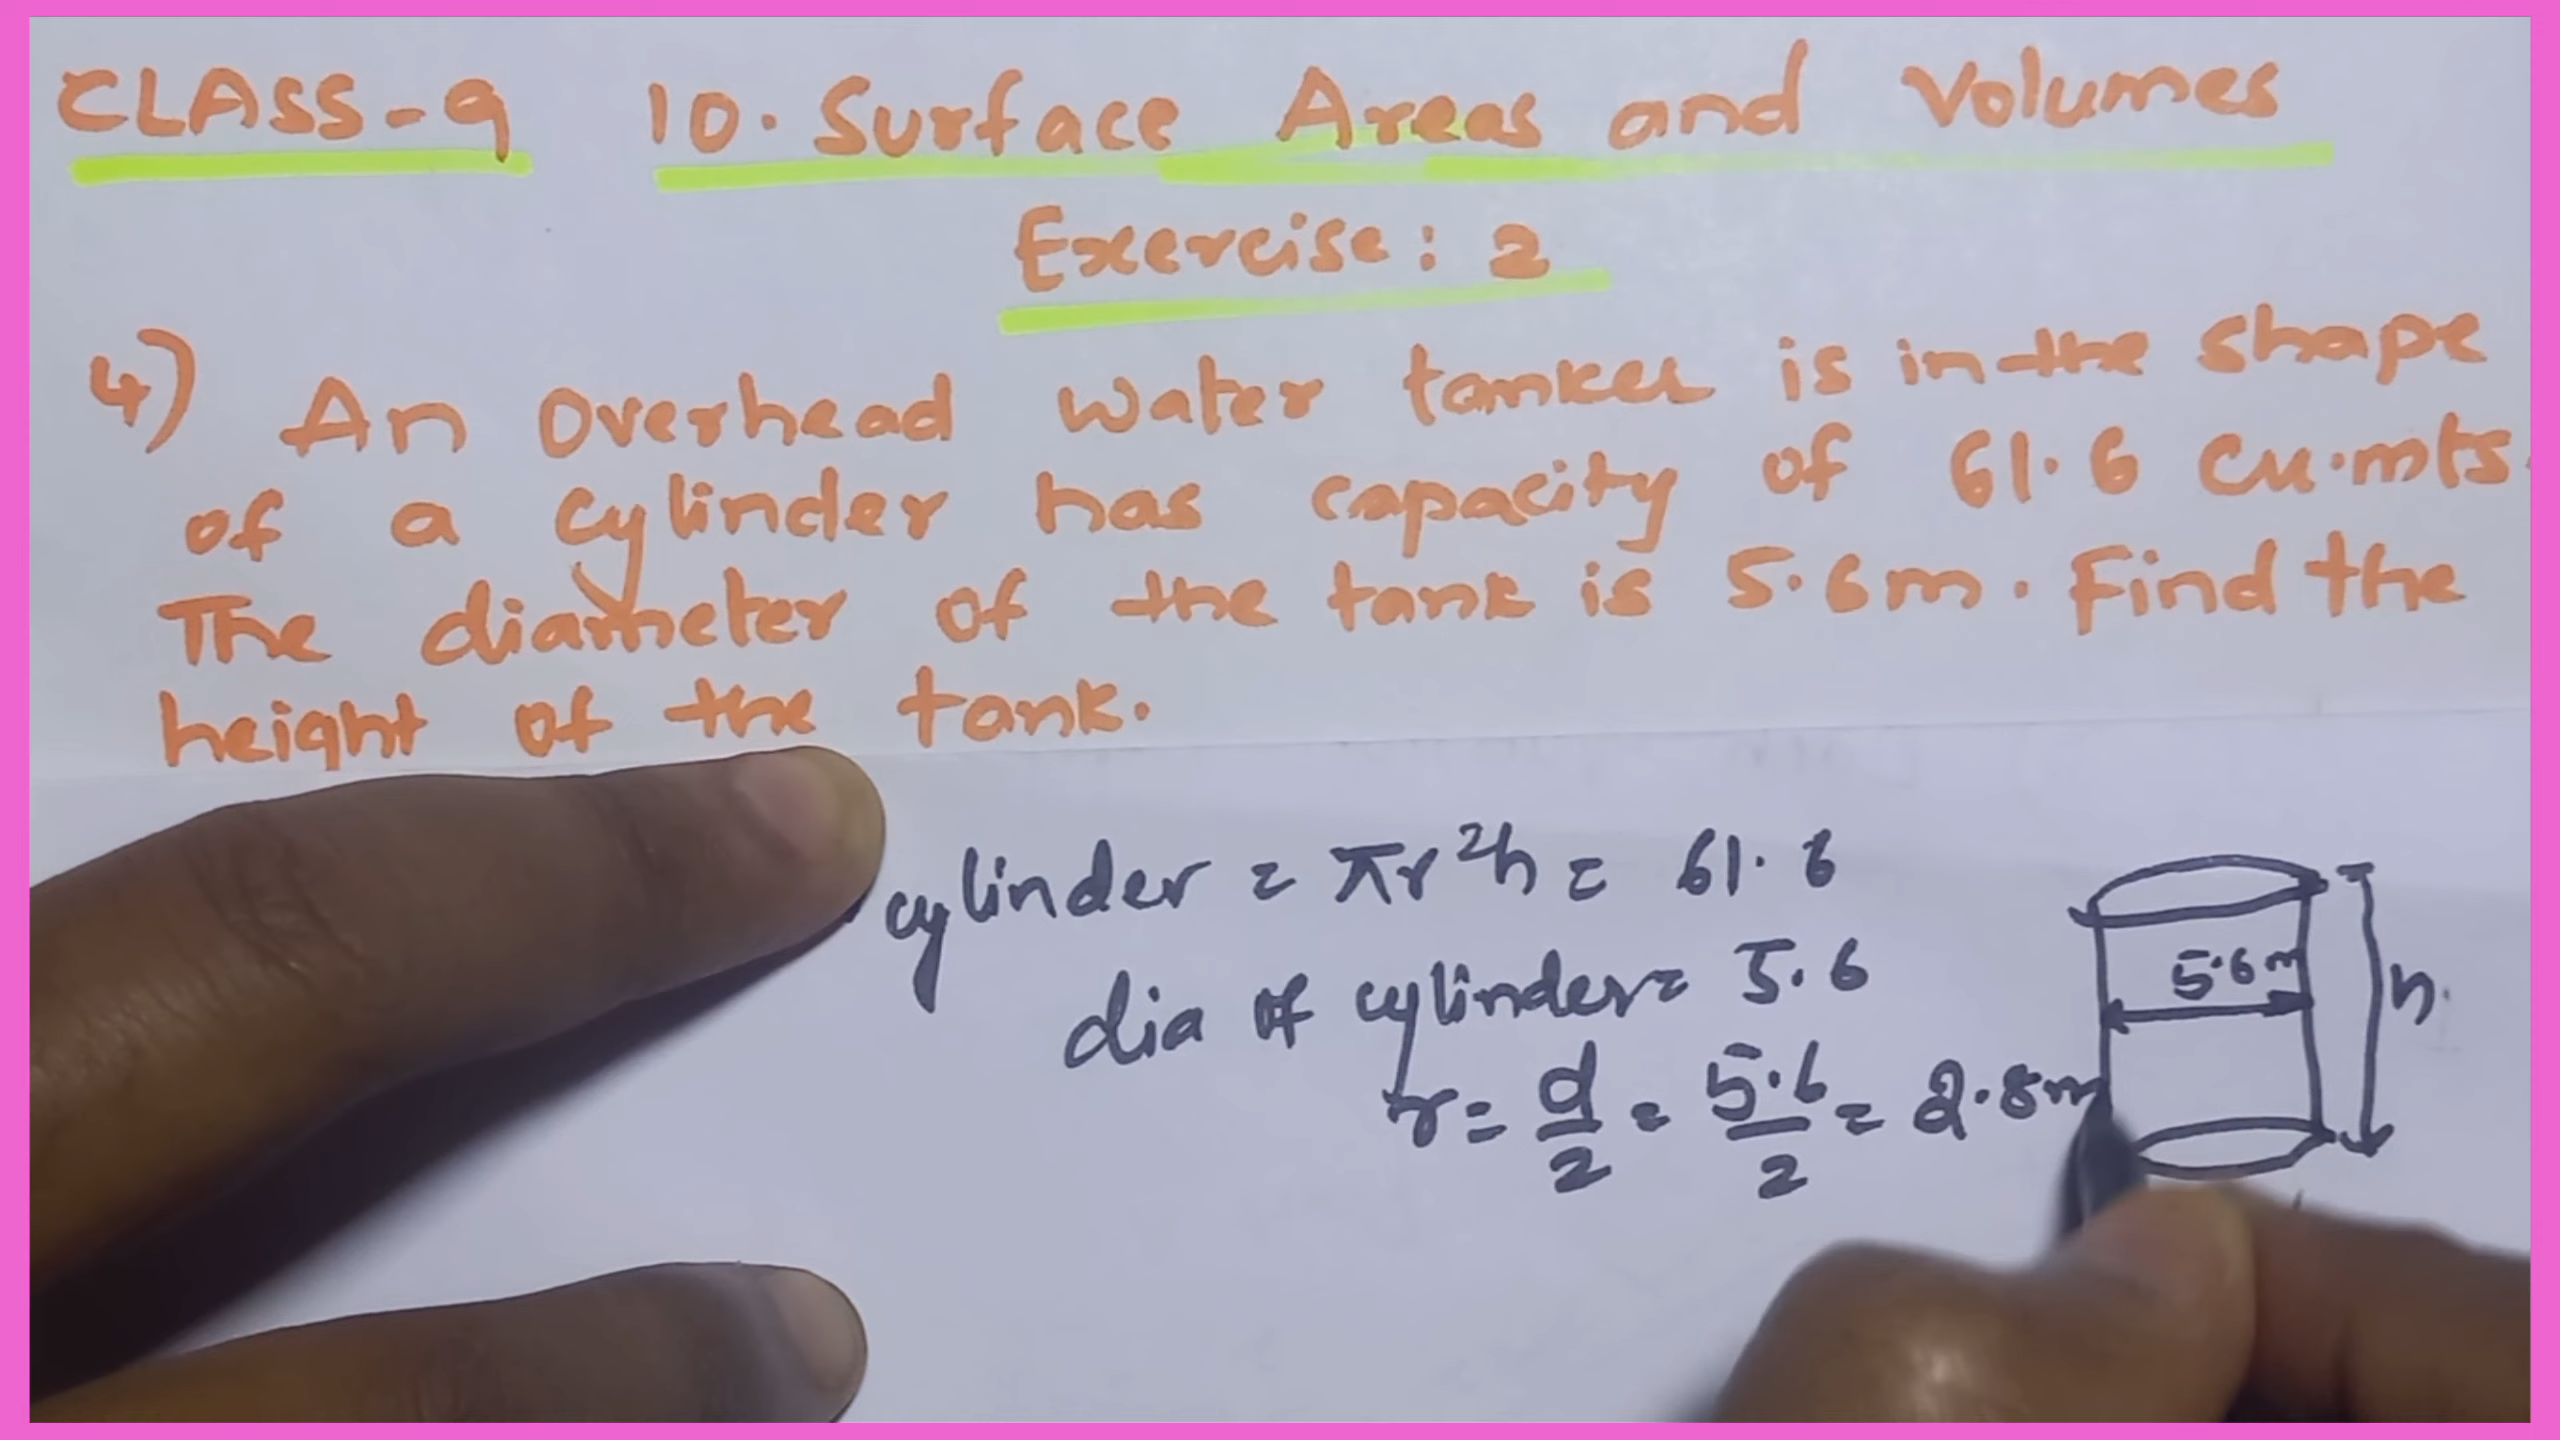 CLASS-9 10. Surface Areas and Volumes
Exercise: 2
4) An overhead water tanker is in the shape
of a cylinder has capacity of 61.6 cu.mts.
The diameter of the tank is 5.6m. Find the
height of the tank.
cylinder = πr²h = 61.6
dia of cylinder = 5.6
r = d/2 = 5.6/2 = 2.8m
5.6m
h